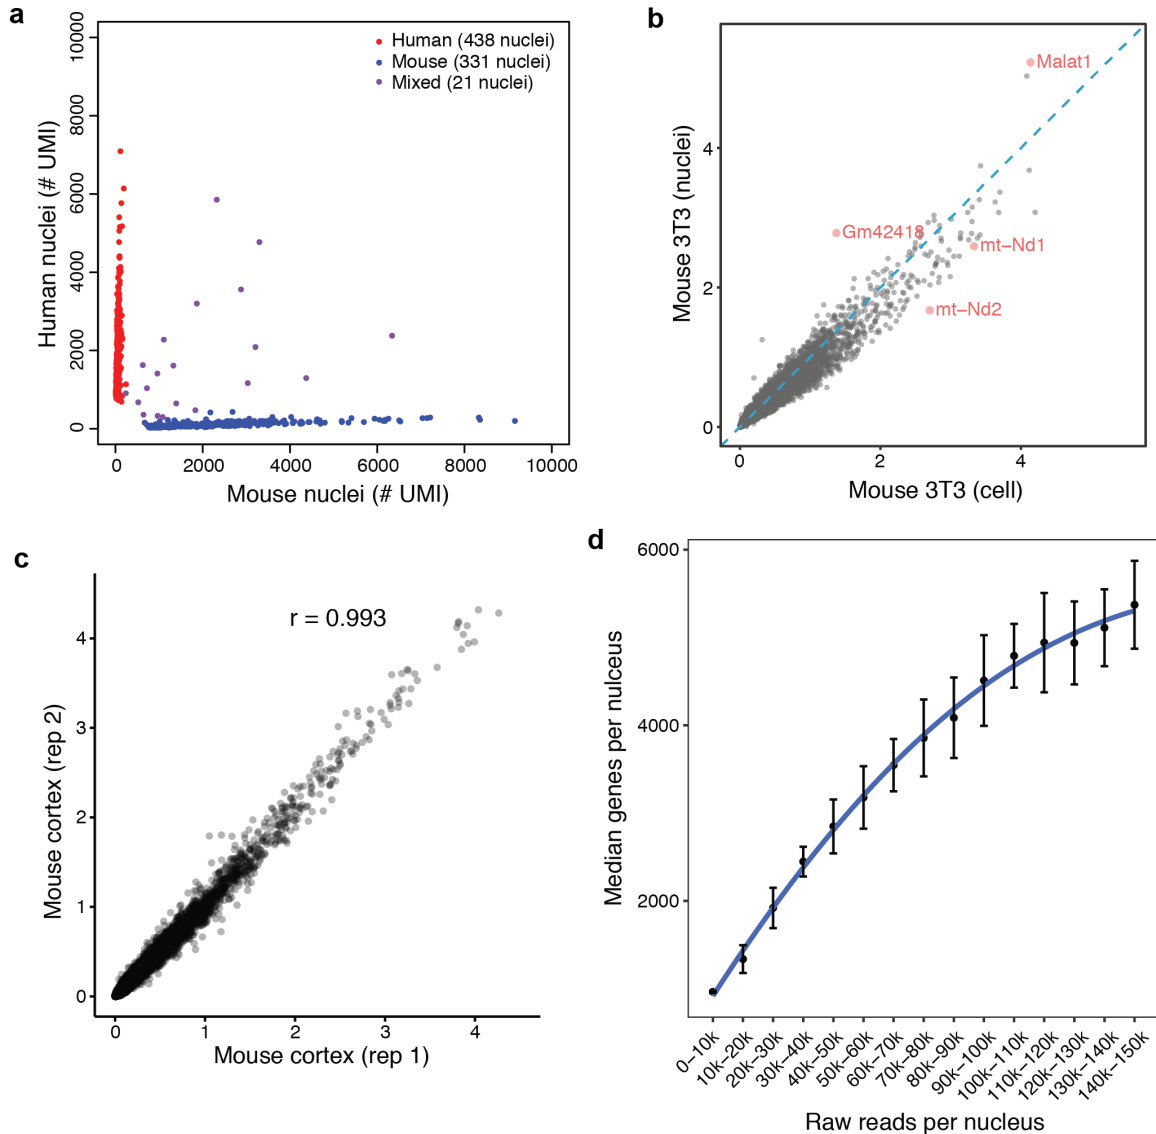 a
Human nuclei (# UMI)
10000
8000
6000
4000
2000
0
Human (438 nuclei)
Mouse (331 nuclei)
Mixed (21 nuclei)
0 2000 4000 6000 8000 10000
Mouse nuclei (# UMI)
b
Mouse 3T3 (nuclei)
4
2
0
Malat1
Gm42418
mt-Nd1
mt-Nd2
0 2 4
Mouse 3T3 (cell)
c
Mouse cortex (rep 2)
r = 0.993
4
3
2
1
0
0 1 2 3 4
Mouse cortex (rep 1)
d
Median genes per nulceus
6000
4000
2000
0-10k
10k-20k
20k-30k
30k-40k
40k-50k
50k-60k
60k-70k
70k-80k
80k-90k
90k-100k
100k-110k
110k-120k
120k-130k
130k-140k
140k-150k
Raw reads per nucleus